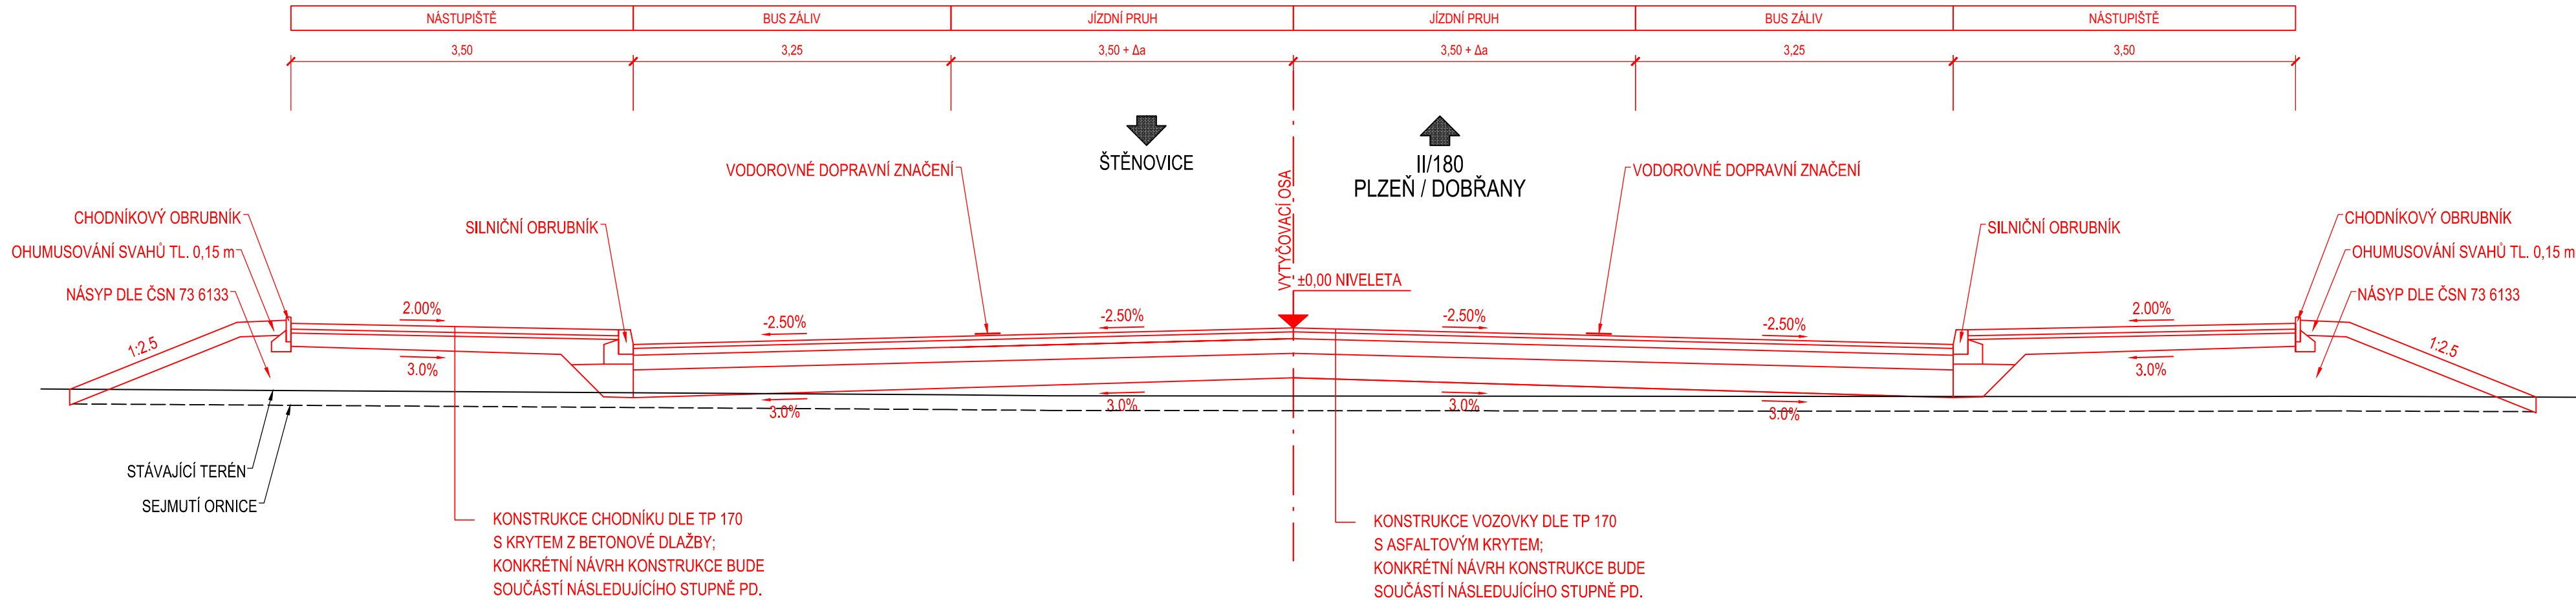 NÁSTUPIŠTĚ BUS ZÁLIV JÍZDNÍ PRUH JÍZDNÍ PRUH BUS ZÁLIV NÁSTUPIŠTĚ
3,50 3,25 3,50 + Δa 3,50 + Δa 3,25 3,50
ŠTĚNOVICE
II/180
PLZEŇ / DOBŘANY
VODOROVNÉ DOPRAVNÍ ZNAČENÍ
VODOROVNÉ DOPRAVNÍ ZNAČENÍ
VYTYČOVACÍ OSA
CHODNÍKOVÝ OBRUBNÍK
SILNIČNÍ OBRUBNÍK
SILNIČNÍ OBRUBNÍK
CHODNÍKOVÝ OBRUBNÍK
OHUMUSOVÁNÍ SVAHŮ TL. 0,15 m
OHUMUSOVÁNÍ SVAHŮ TL. 0,15 m
±0,00 NIVELETA
NÁSYP DLE ČSN 73 6133
NÁSYP DLE ČSN 73 6133
2.00% -2.50% -2.50% -2.50% -2.50% 2.00%
1:2.5
1:2.5
3.0% 3.0% 3.0% 3.0% 3.0% 3.0%
STÁVAJÍCÍ TERÉN
SEJMUTÍ ORNICE
KONSTRUKCE CHODNÍKU DLE TP 170
S KRYTEM Z BETONOVÉ DLAŽBY;
KONKRÉTNÍ NÁVRH KONSTRUKCE BUDE
SOUČÁSTÍ NÁSLEDUJÍCÍHO STUPNĚ PD.
KONSTRUKCE VOZOVKY DLE TP 170
S ASFALTOVÝM KRYTEM;
KONKRÉTNÍ NÁVRH KONSTRUKCE BUDE
SOUČÁSTÍ NÁSLEDUJÍCÍHO STUPNĚ PD.